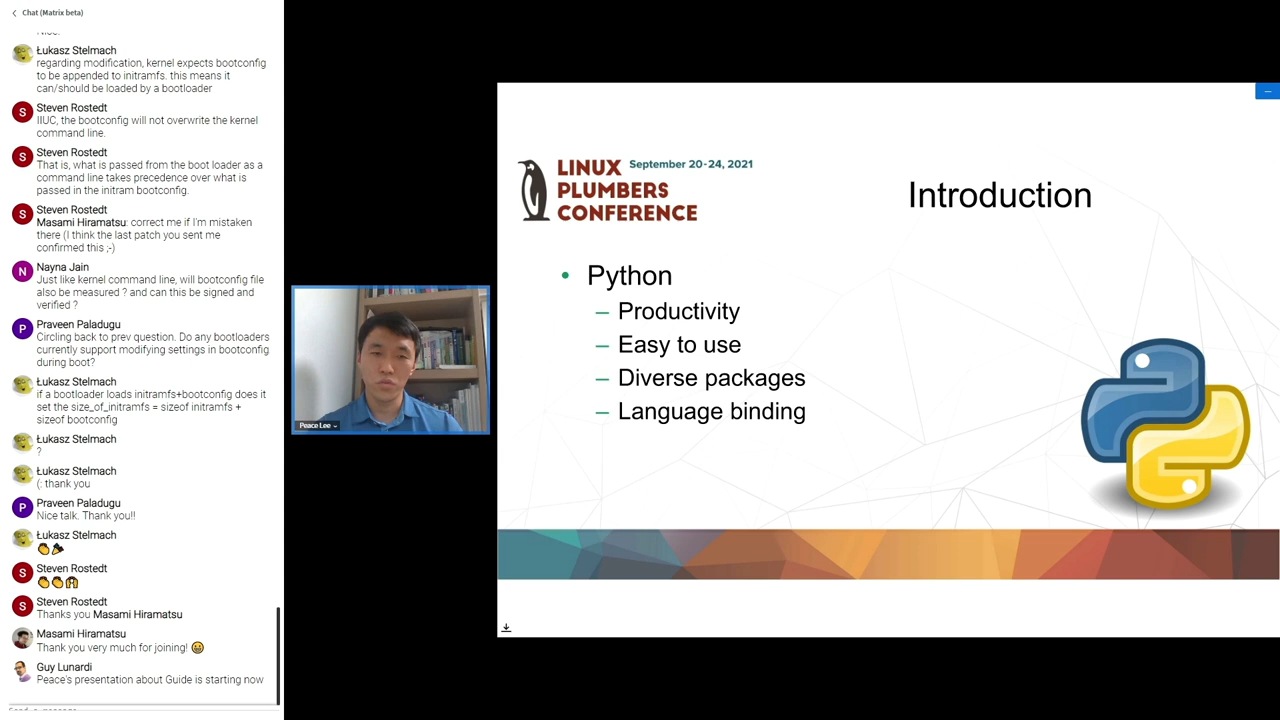 Chat (Matrix beta)
Nice.
Łukasz Stelmach
regarding modification, kernel expects bootconfig
to be appended to initramfs. this means it
can/should be loaded by a bootloader
Steven Rostedt
IIUC, the bootconfig will not overwrite the kernel
command line.
Steven Rostedt
That is, what is passed from the boot loader as a
command line takes precedence over what is
passed in the initram bootconfig.
Steven Rostedt
Masami Hiramatsu: correct me if I'm mistaken
there (I think the last patch you sent me
confirmed this ;-)
Nayna Jain
Just like kernel command line, will bootconfig file
also be measured ? and can this be signed and
verified ?
Praveen Paladugu
Circling back to prev question. Do any bootloaders
currently support modifying settings in bootconfig
during boot?
Łukasz Stelmach
if a bootloader loads initramfs+bootconfig does it
set the size_of_initramfs = sizeof initramfs +
sizeof bootconfig
Łukasz Stelmach
?
Łukasz Stelmach
(: thank you
Praveen Paladugu
Nice talk. Thank you!!
Łukasz Stelmach
Steven Rostedt
Steven Rostedt
Thanks you Masami Hiramatsu
Masami Hiramatsu
Thank you very much for joining! 😀
Guy Lunardi
Peace's presentation about Guide is starting now
Send a message
S
S
S
N
P
P
S
S
Peace Lee
LINUX September 20-24, 2021
PLUMBERS
CONFERENCE
Introduction
• Python
– Productivity
– Easy to use
– Diverse packages
– Language binding